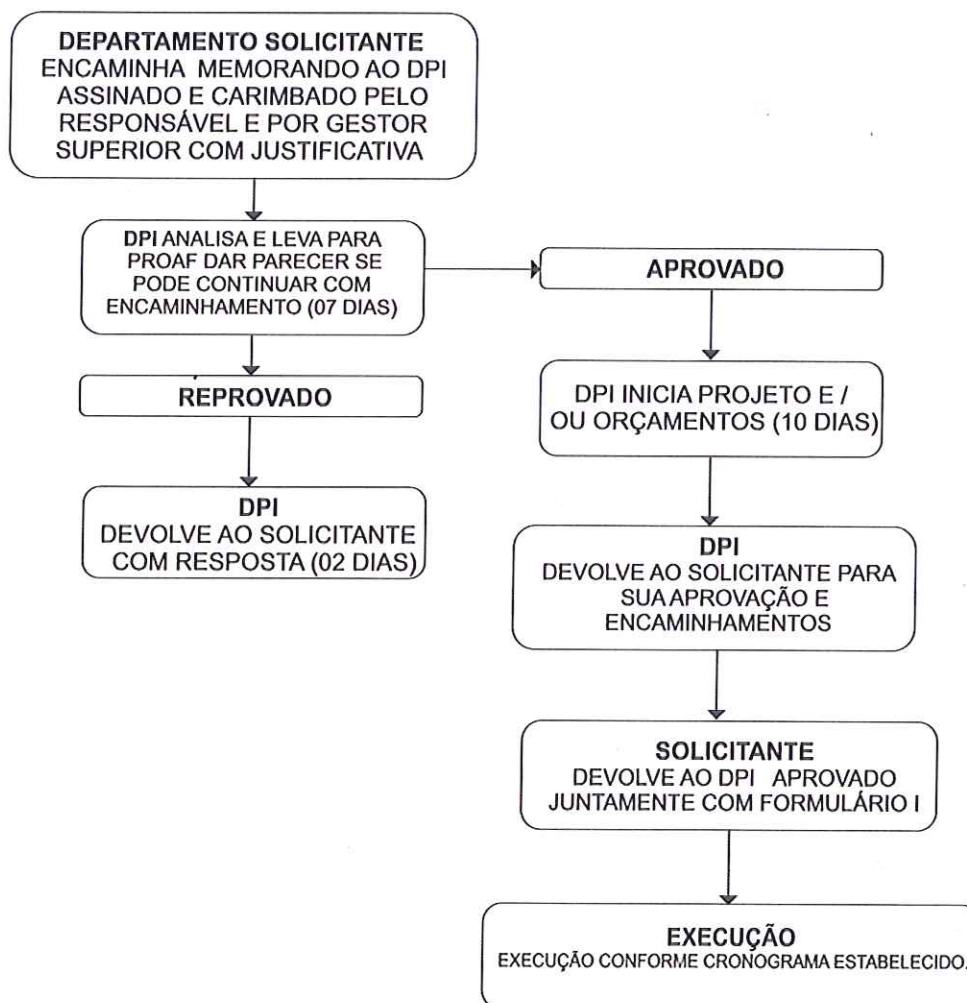 DEPARTAMENTO SOLICITANTE
ENCAMINHA MEMORANDO AO DPI
ASSINADO E CARIMBADO PELO
RESPONSÁVEL E POR GESTOR
SUPERIOR COM JUSTIFICATIVA
DPI ANALISA E LEVA PARA
PROAF DAR PARECER SE
PODE CONTINUAR COM
ENCAMINHAMENTO (07 DIAS)
REPROVADO
DPI
DEVOLVE AO SOLICITANTE
COM RESPOSTA (02 DIAS)
APROVADO
DPI INICIA PROJETO E /
OU ORÇAMENTOS (10 DIAS)
DPI
DEVOLVE AO SOLICITANTE PARA
SUA APROVAÇÃO E
ENCAMINHAMENTOS
SOLICITANTE
DEVOLVE AO DPI APROVADO
JUNTAMENTE COM FORMULÁRIO I
EXECUÇÃO
EXECUÇÃO CONFORME CRONOGRAMA ESTABELECIDO.